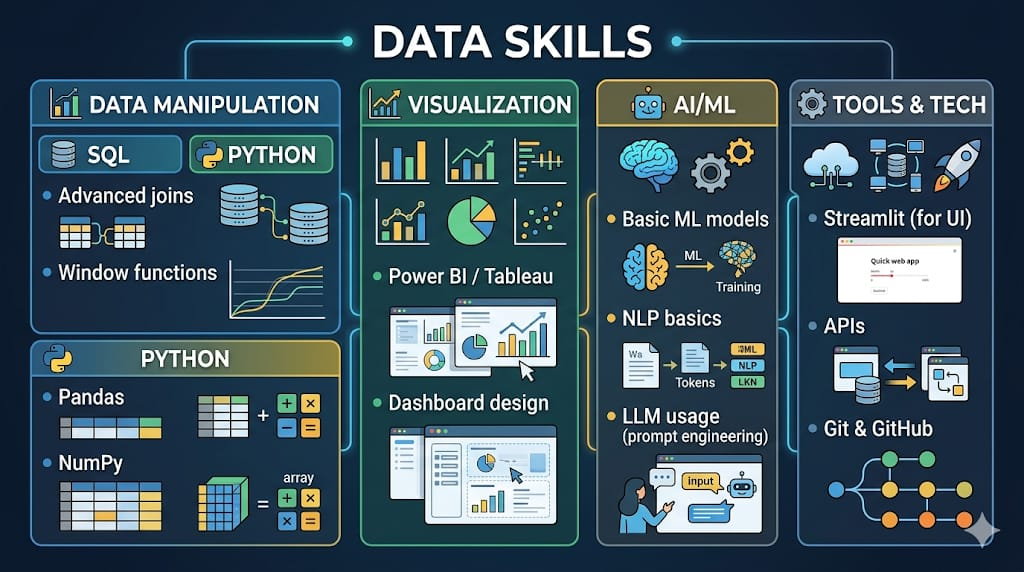 DATA SKILLS
DATA MANIPULATION
SQL
PYTHON
Advanced joins
Window functions
PYTHON
Pandas
NumPy
array
VISUALIZATION
Power BI / Tableau
Dashboard design
AI/ML
Basic ML models
ML
Training
NLP basics
Wa
Tokens
NLP
LKN
LLM usage
(prompt engineering)
input
TOOLS & TECH
Streamlit (for UI)
Quick web app
APIs
Git & GitHub